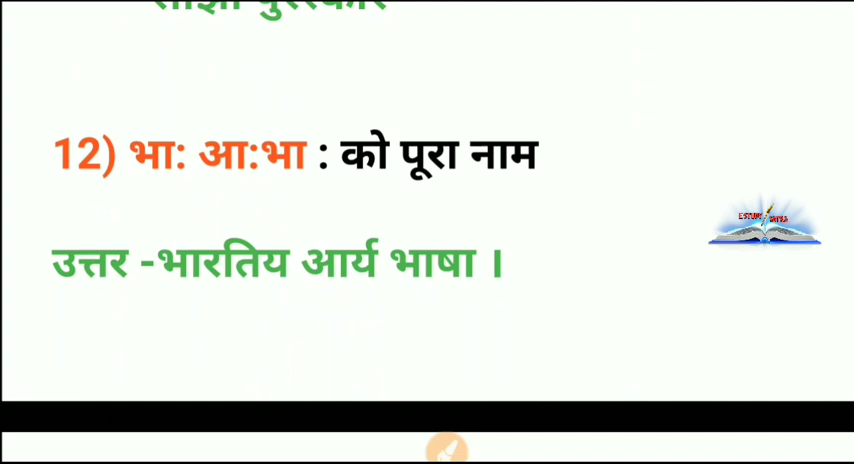 12) भा: आ:भा : को पूरा नाम
उत्तर -भारतिय आर्य भाषा ।